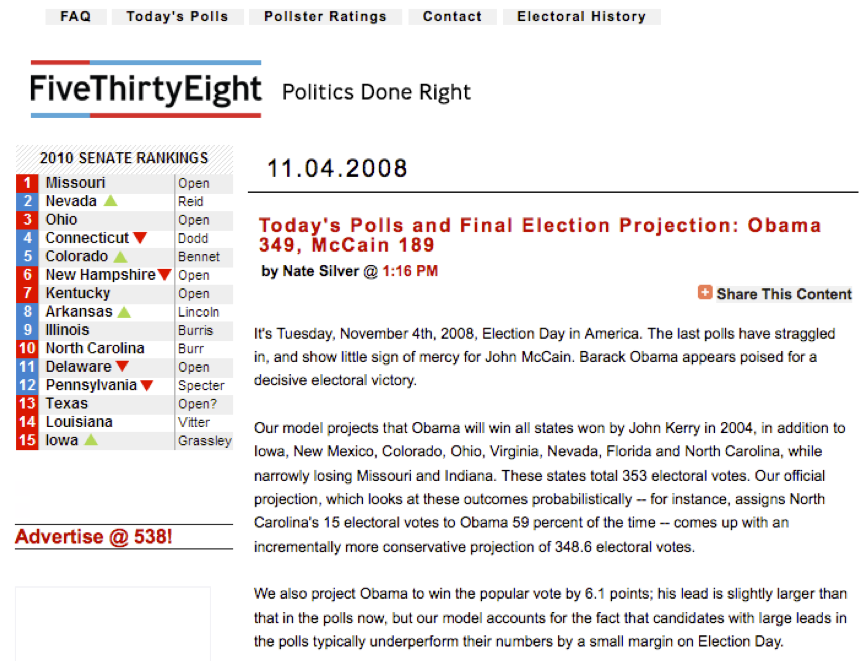 FAQ Today's Polls Pollster Ratings Contact Electoral History
FiveThirtyEight Politics Done Right
2010 SENATE RANKINGS
1 Missouri Open
2 Nevada Reid
3 Ohio Open
4 Connecticut Dodd
5 Colorado Bennet
6 New Hampshire Open
7 Kentucky Open
8 Arkansas Lincoln
9 Illinois Burris
10 North Carolina Burr
11 Delaware Open
12 Pennsylvania Specter
13 Texas Open?
14 Louisiana Vitter
15 Iowa Grassley
Advertise @ 538!
11.04.2008
Today's Polls and Final Election Projection: Obama
349, McCain 189
by Nate Silver @ 1:16 PM
Share This Content
It's Tuesday, November 4th, 2008, Election Day in America. The last polls have straggled
in, and show little sign of mercy for John McCain. Barack Obama appears poised for a
decisive electoral victory.
Our model projects that Obama will win all states won by John Kerry in 2004, in addition to
Iowa, New Mexico, Colorado, Ohio, Virginia, Nevada, Florida and North Carolina, while
narrowly losing Missouri and Indiana. These states total 353 electoral votes. Our official
projection, which looks at these outcomes probabilistically -- for instance, assigns North
Carolina's 15 electoral votes to Obama 59 percent of the time -- comes up with an
incrementally more conservative projection of 348.6 electoral votes.
We also project Obama to win the popular vote by 6.1 points; his lead is slightly larger than
that in the polls now, but our model accounts for the fact that candidates with large leads in
the polls typically underperform their numbers by a small margin on Election Day.